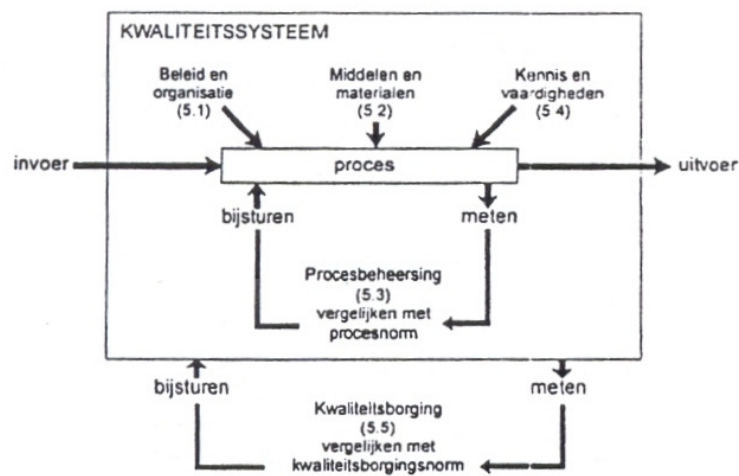 KWALITEITSSYSTEEM
Beleid en
organisatie
(5.1)
Middelen en
materialen
(5 2)
Kennis en
vaardigheden
(5 4)
invoer
proces
uitvoer
bijsturen
meten
Procesbeheersing
(5.3)
vergelijken met
procesnorm
bijsturen
meten
Kwaliteitsborging
(5.5)
vergelijken met
kwaliteitsborgingsnorm